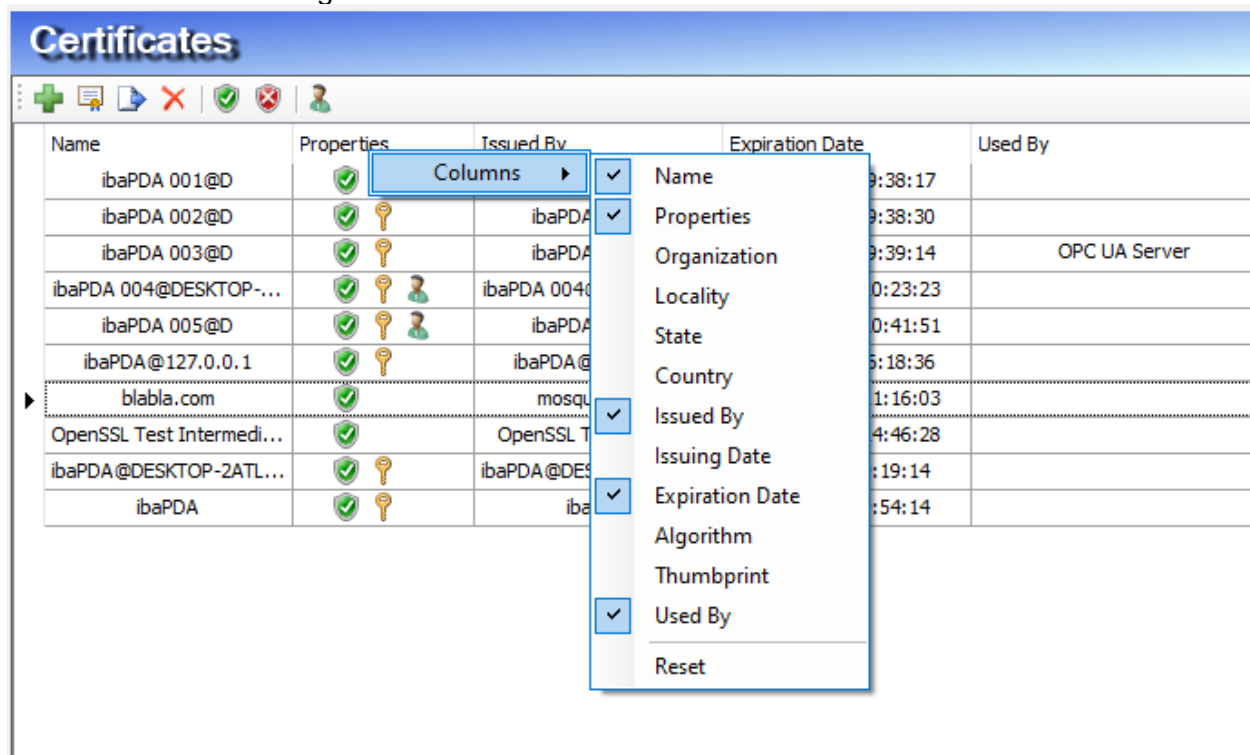 Certificates
Name Properties Issued By Expiration Date Used By
Columns
Name
Properties
Organization
Locality
State
Country
Issued By
Issuing Date
Expiration Date
Algorithm
Thumbprint
Used By
Reset
ibaPDA 001@D 9:38:17
ibaPDA 002@D ibaPDA 9:38:30
ibaPDA 003@D ibaPDA 9:39:14 OPC UA Server
ibaPDA 004@DESKTOP-... ibaPDA 004@ 0:23:23
ibaPDA 005@D ibaPDA 0:41:51
ibaPDA@127.0.0.1 ibaPDA@ :18:36
blabla.com mosqu 1:16:03
OpenSSL Test Intermedi... OpenSSL T 4:46:28
ibaPDA@DESKTOP-2ATL... ibaPDA@DES :19:14
ibaPDA iba :54:14